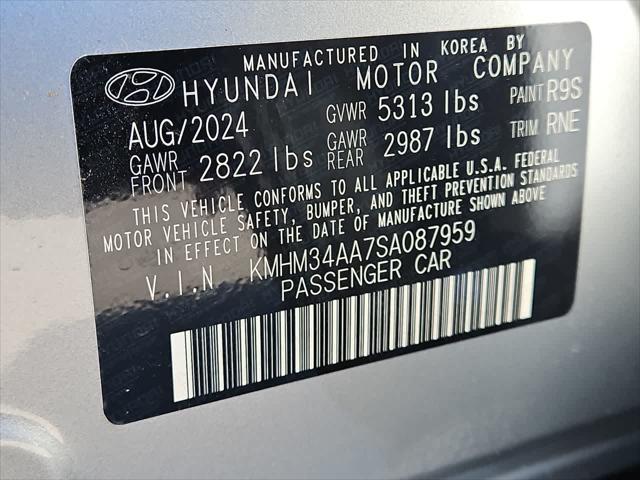 MANUFACTURED IN KOREA BY
HYUNDAI MOTOR COMPANY
AUG/2024 GVWR 5313 lbs PAINT R9S
GAWR FRONT 2822 lbs GAWR REAR 2987 lbs TRIM RNE
THIS VEHICLE CONFORMS TO ALL APPLICABLE U.S.A. FEDERAL
MOTOR VEHICLE SAFETY, BUMPER, AND THEFT PREVENTION STANDARDS
IN EFFECT ON THE DATE OF MANUFACTURE SHOWN ABOVE
V.I.N KMHM34AA7SA087959
PASSENGER CAR